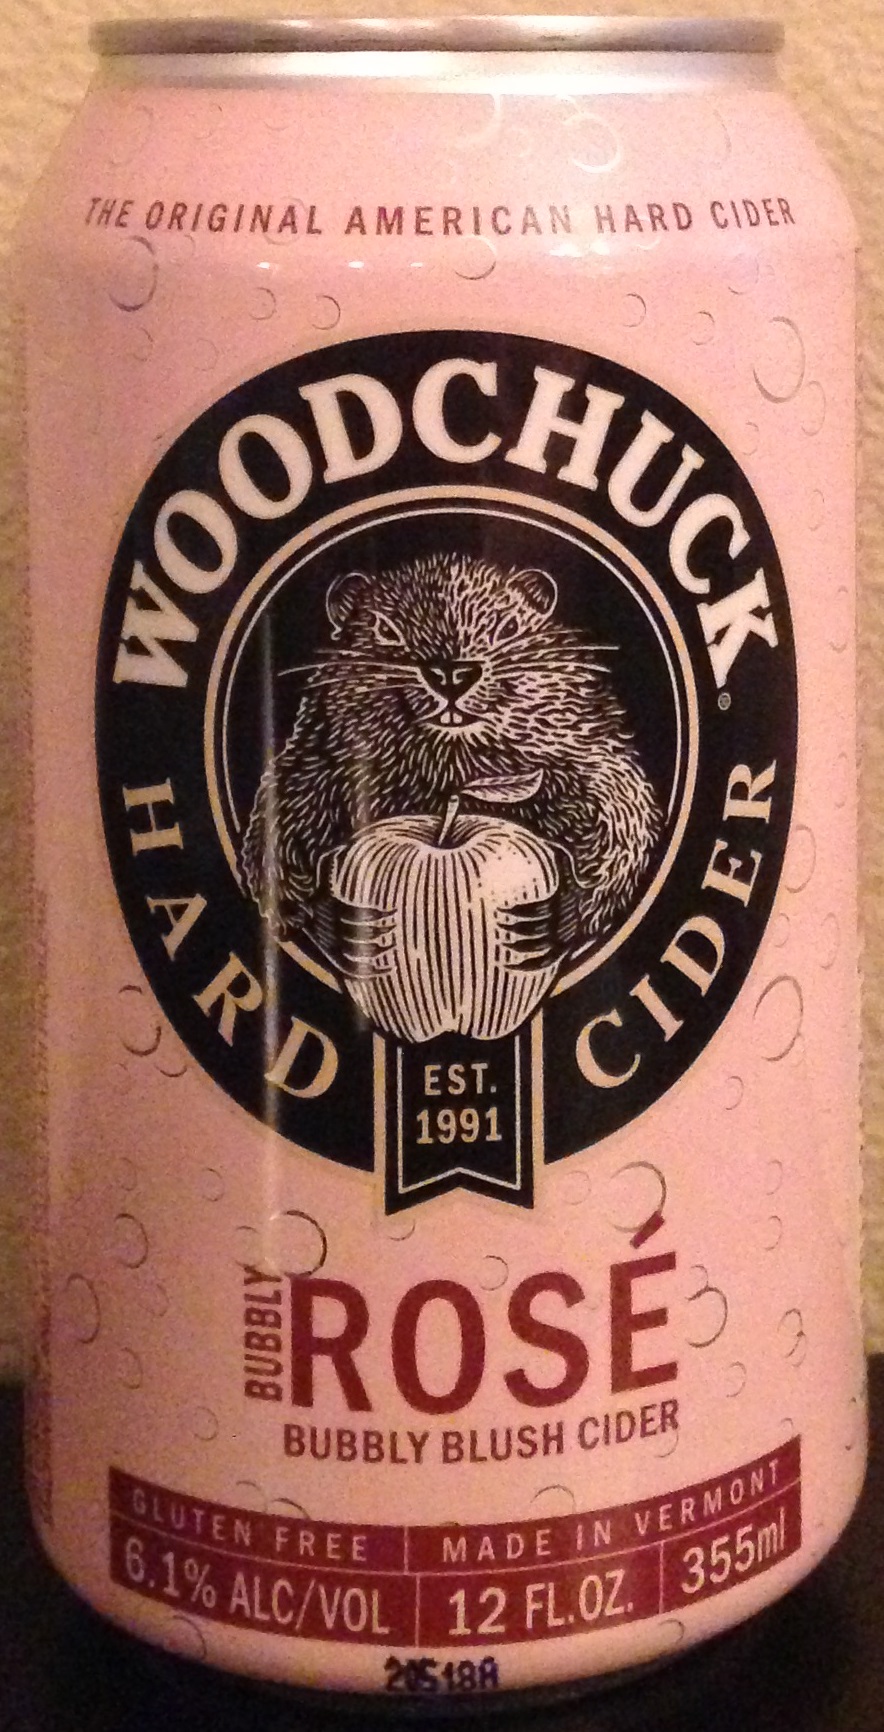 THE ORIGINAL AMERICAN HARD CIDER
WOODCHUCK®
HARD CIDER
EST.
1991
BUBBLY
ROSÉ
BUBBLY BLUSH CIDER
GLUTEN FREE | MADE IN VERMONT
6.1% ALC/VOL | 12 FL.OZ. | 355ml